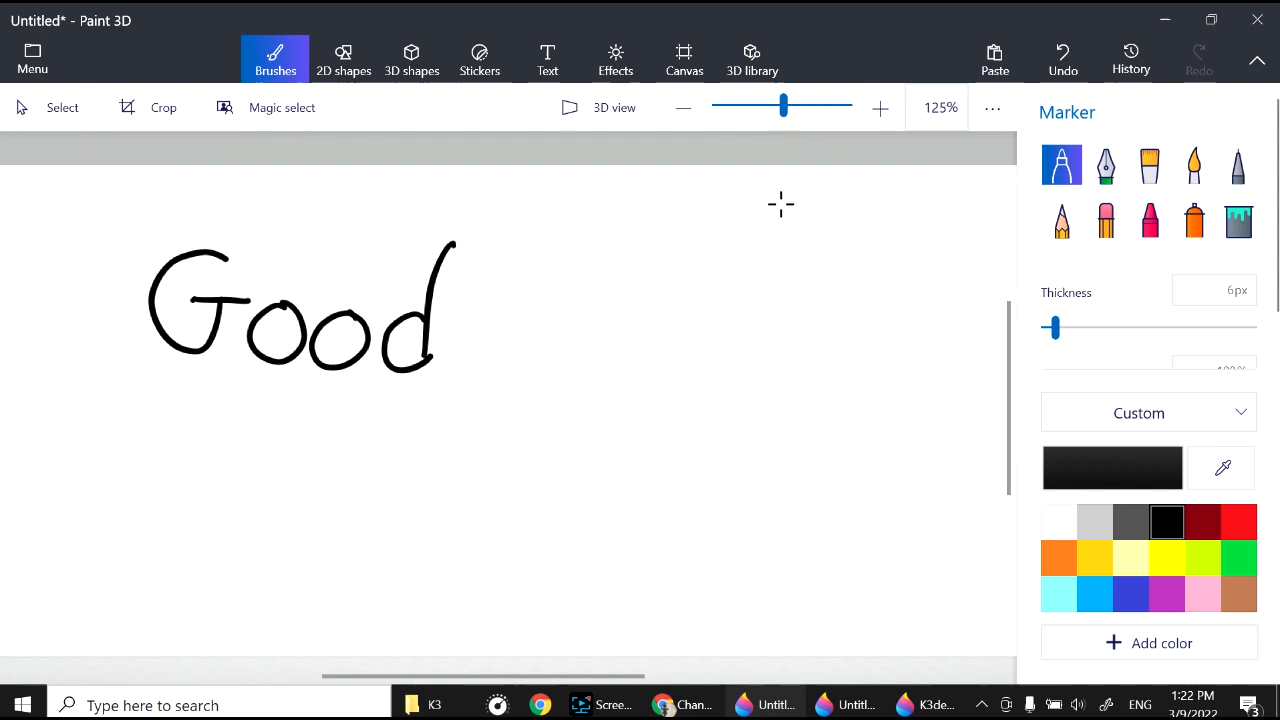 Untitled* - Paint 3D
Menu
Brushes 2D shapes 3D shapes Stickers Text Effects Canvas 3D library Paste Undo History Redo
Select Crop Magic select 3D view 125% ...
Marker
Good
Thickness 6px
Custom
+ Add color
Type here to search K3 Scree... Chan... Untitl... Untitl... K3de... ENG 1:22 PM
3/9/2022 3